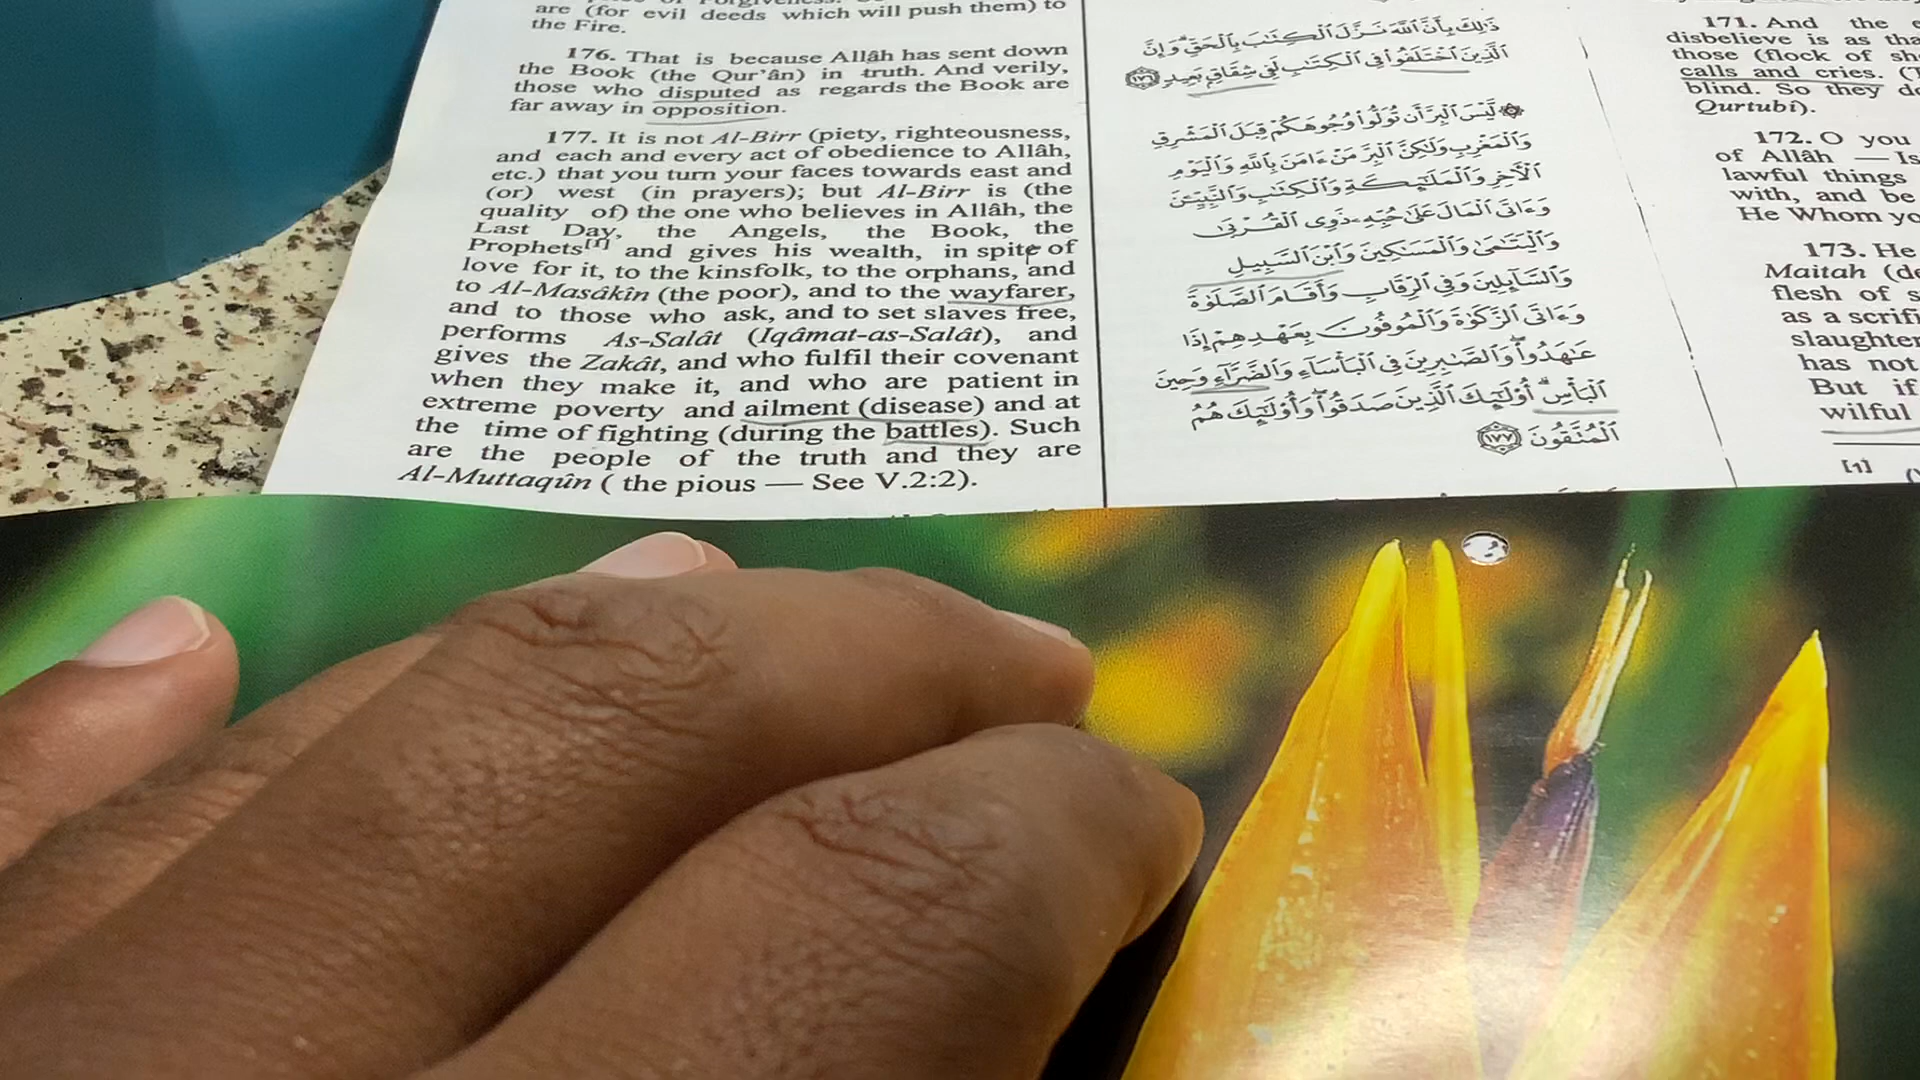 are (for evil deeds which will push them) to
the Fire.
176. That is because Allâh has sent down
the Book (the Qur'ân) in truth. And verily,
those who disputed as regards the Book are
far away in opposition.
177. It is not Al-Birr (piety, righteousness,
and each and every act of obedience to Allâh,
etc.) that you turn your faces towards east and
(or) west (in prayers); but Al-Birr is (the
quality of) the one who believes in Allâh, the
Last Day, the Angels, the Book, the
Prophets[1] and gives his wealth, in spite of
love for it, to the kinsfolk, to the orphans, and
to Al-Masâkîn (the poor), and to the wayfarer,
and to those who ask, and to set slaves free,
performs As-Salât (Iqâmat-as-Salât), and
gives the Zakât, and who fulfil their covenant
when they make it, and who are patient in
extreme poverty and ailment (disease) and at
the time of fighting (during the battles). Such
are the people of the truth and they are
Al-Muttaqûn ( the pious — See V.2:2).
ذَٰلِكَ بِأَنَّ ٱللَّهَ نَزَّلَ ٱلْكِتَٰبَ بِٱلْحَقِّ ۗ وَإِنَّ
ٱلَّذِينَ ٱخْتَلَفُوا۟ فِى ٱلْكِتَٰبِ لَفِى شِقَاقٍۭ بَعِيدٍ ١٧٦
۞ لَّيْسَ ٱلْبِرَّ أَن تُوَلُّوا۟ وُجُوهَكُمْ قِبَلَ ٱلْمَشْرِقِ
وَٱلْمَغْرِبِ وَلَٰكِنَّ ٱلْبِرَّ مَنْ ءَامَنَ بِٱللَّهِ وَٱلْيَوْمِ
ٱلْأَخِرِ وَٱلْمَلَٰٓئِكَةِ وَٱلْكِتَٰبِ وَٱلنَّبِيِّۦنَ
وَءَاتَى ٱلْمَالَ عَلَىٰ حُبِّهِۦ ذَوِى ٱلْقُرْبَىٰ
وَٱلْيَتَٰمَىٰ وَٱلْمَسَٰكِينَ وَٱبْنَ ٱلسَّبِيلِ
وَٱلسَّآئِلِينَ وَفِى ٱلرِّقَابِ وَأَقَامَ ٱلصَّلَوٰةَ
وَءَاتَى ٱلزَّكَوٰةَ وَٱلْمُوفُونَ بِعَهْدِهِمْ إِذَا
عَٰهَدُوا۟ ۖ وَٱلصَّٰبِرِينَ فِى ٱلْبَأْسَآءِ وَٱلضَّرَّآءِ وَحِينَ
ٱلْبَأْسِ ۗ أُو۟لَٰٓئِكَ ٱلَّذِينَ صَدَقُوا۟ ۖ وَأُو۟لَٰٓئِكَ هُمُ
ٱلْمُتَّقُونَ ١٧٧
171. And the
disbelieve is as
those (flock of
calls and cries.
blind. So they
Qurtubi).
172. O you
of Allâh —
lawful things
with, and be
He Whom
173. He
Maitah
flesh of
as a
slaughter
has not
But if
wilful
[1]